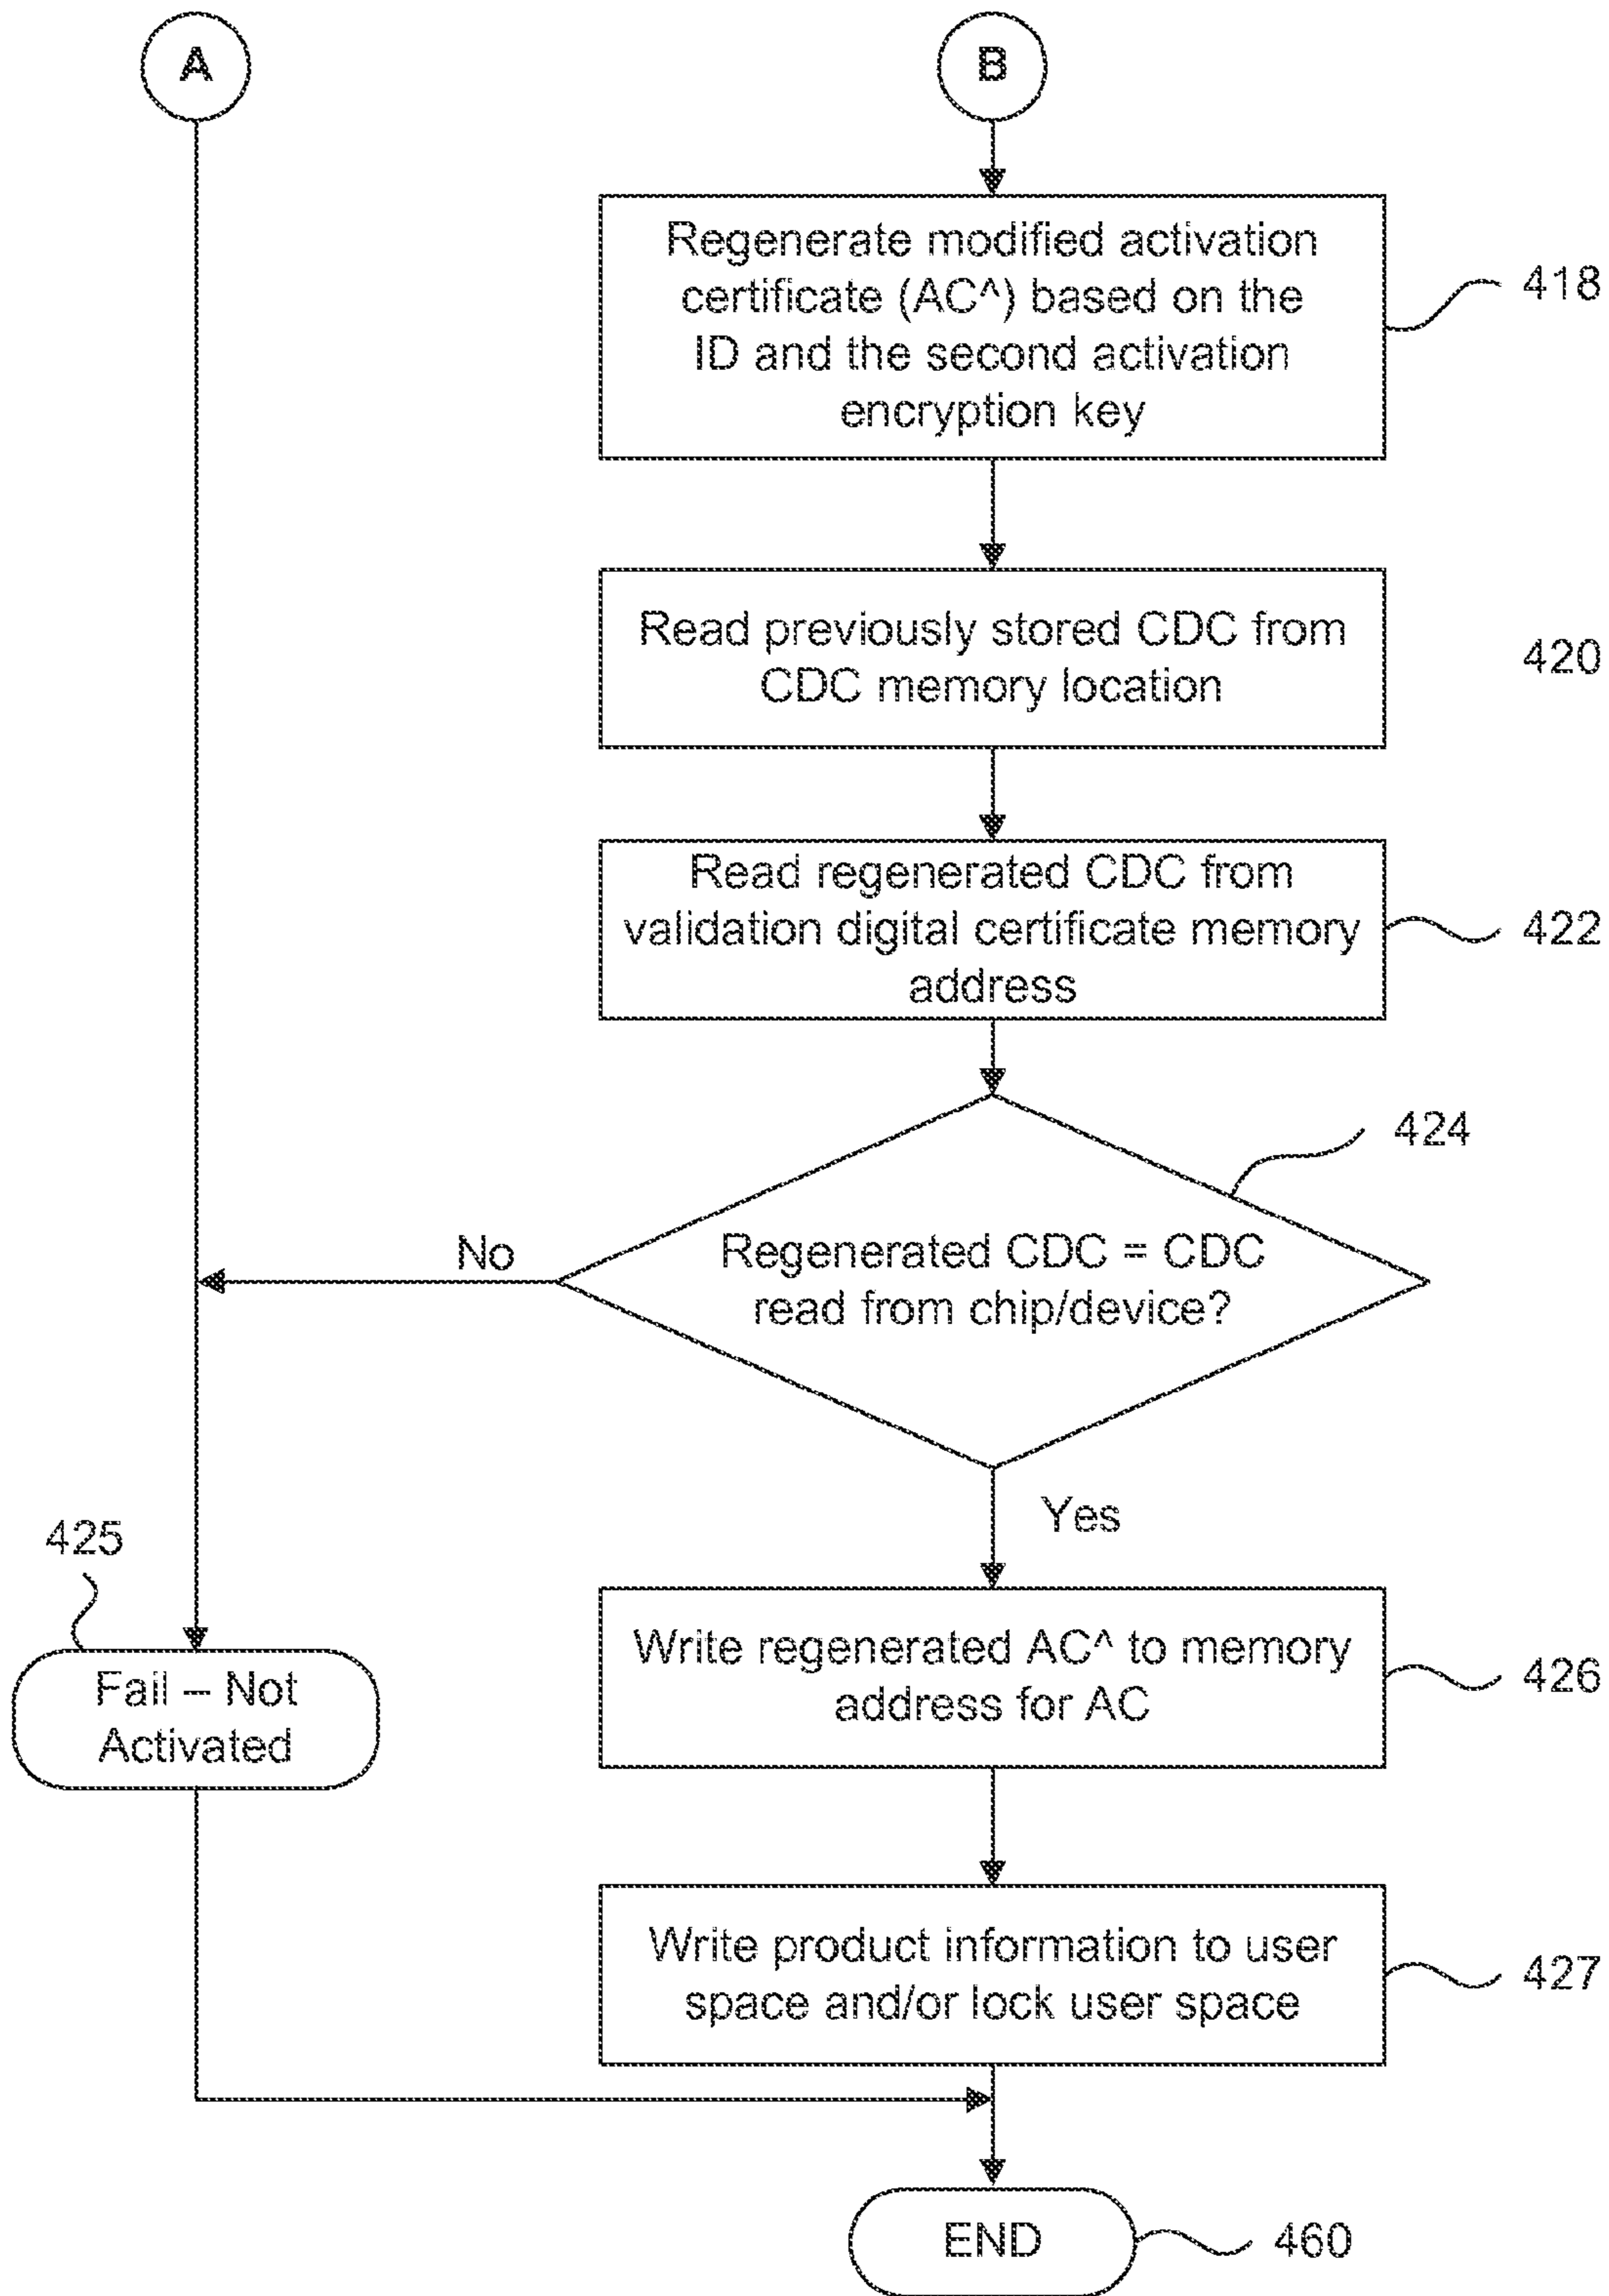 A
B
Regenerate modified activation
certificate (AC^) based on the
ID and the second activation
encryption key
418
Read previously stored CDC from
CDC memory location
420
Read regenerated CDC from
validation digital certificate memory
address
422
424
Regenerated CDC = CDC
read from chip/device?
No
Yes
425
Fail – Not
Activated
Write regenerated AC^ to memory
address for AC
426
Write product information to user
space and/or lock user space
427
END
460